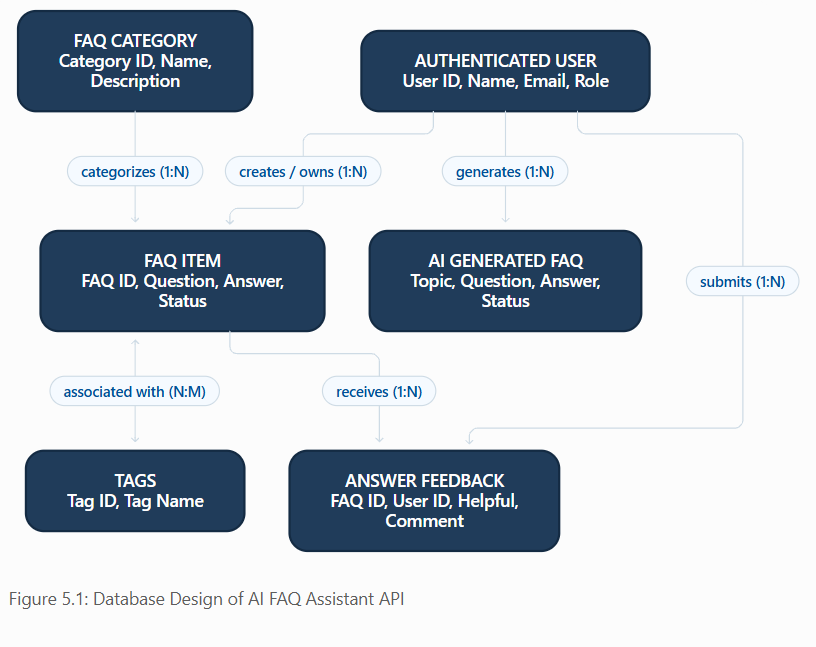 FAQ CATEGORY
Category ID, Name,
Description
AUTHENTICATED USER
User ID, Name, Email, Role
categorizes (1:N)
creates / owns (1:N)
generates (1:N)
FAQ ITEM
FAQ ID, Question, Answer,
Status
AI GENERATED FAQ
Topic, Question, Answer,
Status
submits (1:N)
associated with (N:M)
receives (1:N)
TAGS
Tag ID, Tag Name
ANSWER FEEDBACK
FAQ ID, User ID, Helpful,
Comment
Figure 5.1: Database Design of AI FAQ Assistant API